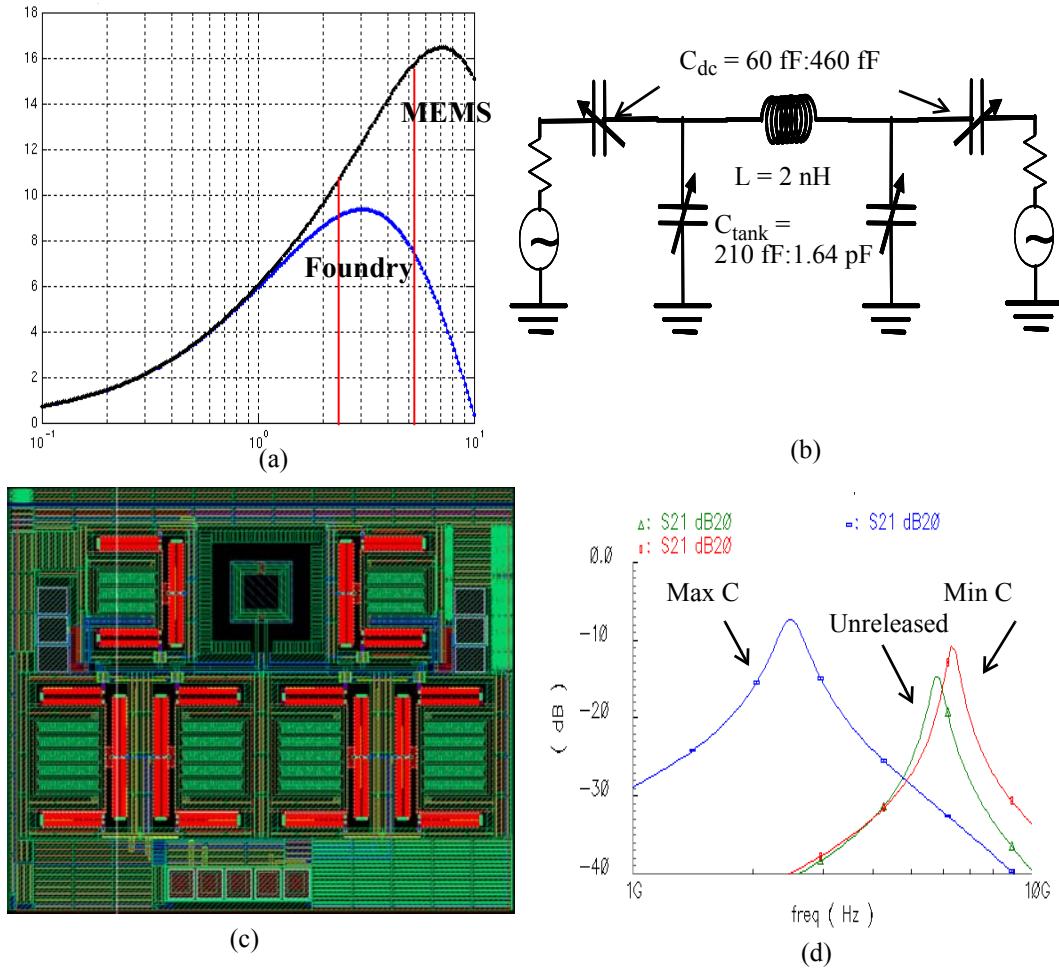 18
16
14
12
10
8
6
4
2
0
10⁻¹
10⁰
10¹
MEMS
Foundry
(a)
(b)
C_dc = 60 fF:460 fF
L = 2 nH
C_tank =
210 fF:1.64 pF
~
~
(c)
S21 dB20
S21 dB20
S21 dB20
0.0
-10
-20
-30
-40
( dB )
Max C
Unreleased
Min C
1G
10G
freq ( Hz )
(d)